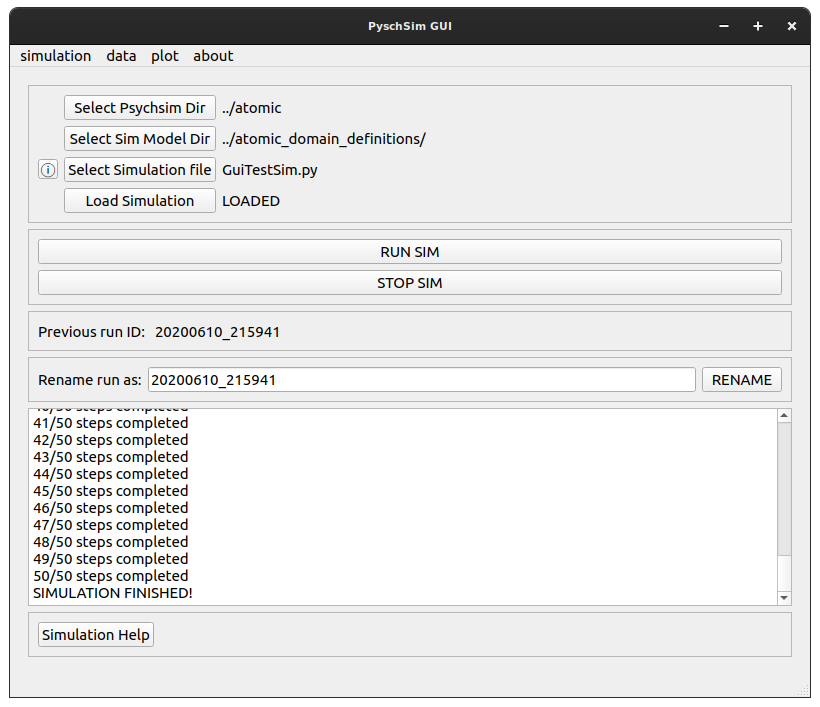 PyschSim GUI
simulation data plot about
Select Psychsim Dir ../atomic
Select Sim Model Dir ../atomic_domain_definitions/
Select Simulation file GuiTestSim.py
Load Simulation LOADED
RUN SIM
STOP SIM
Previous run ID: 20200610_215941
Rename run as: 20200610_215941 RENAME
40/50 steps completed
41/50 steps completed
42/50 steps completed
43/50 steps completed
44/50 steps completed
45/50 steps completed
46/50 steps completed
47/50 steps completed
48/50 steps completed
49/50 steps completed
50/50 steps completed
SIMULATION FINISHED!
Simulation Help